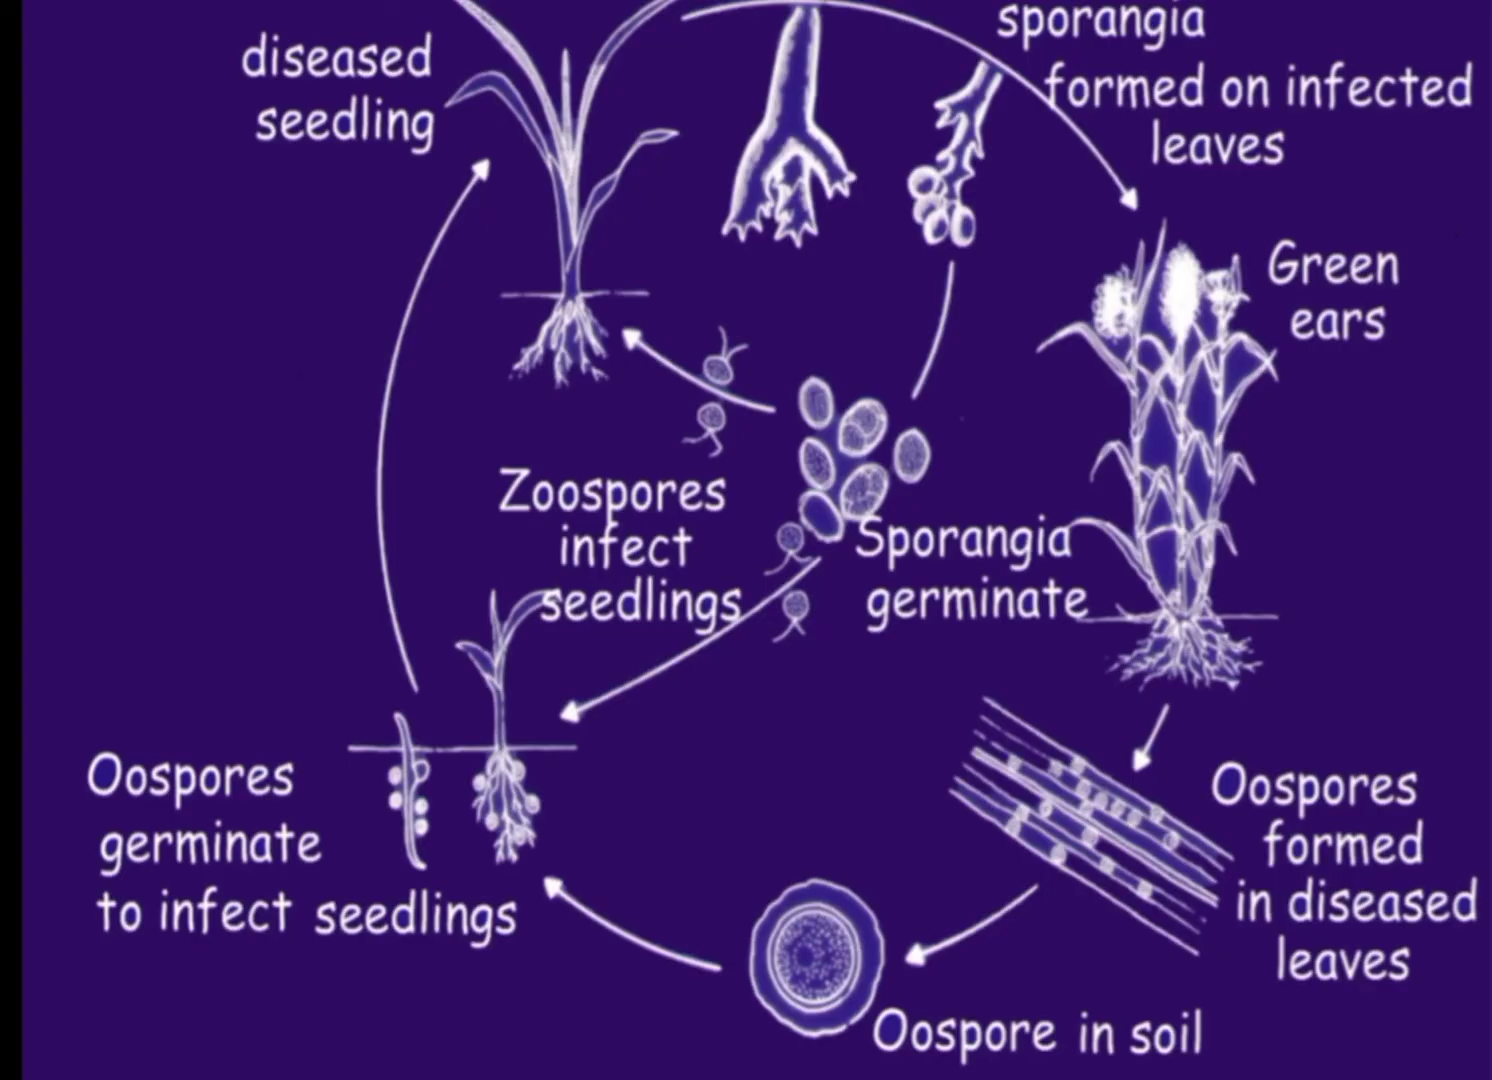 diseased
seedling
sporangia
formed on infected
leaves
Green
ears
Zoospores
infect
seedlings
Sporangia
germinate
Oospores
germinate
to infect seedlings
Oospores
formed
in diseased
leaves
Oospore in soil